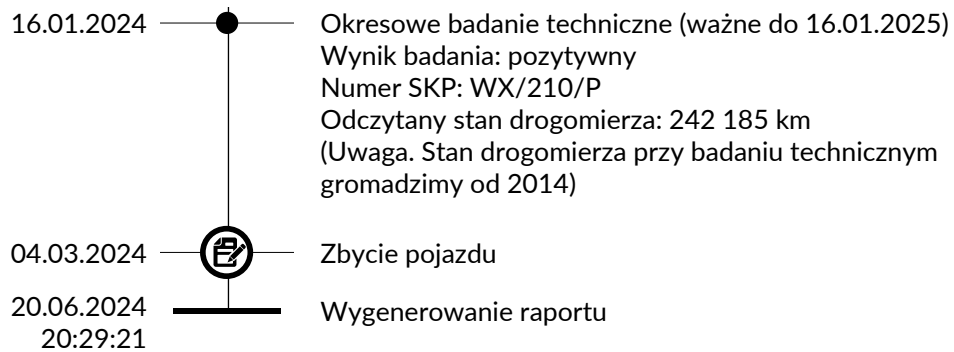 16.01.2024
Okresowe badanie techniczne (ważne do 16.01.2025)
Wynik badania: pozytywny
Numer SKP: WX/210/P
Odczytany stan drogomierza: 242 185 km
(Uwaga. Stan drogomierza przy badaniu technicznym
gromadzimy od 2014)
04.03.2024
Zbycie pojazdu
20.06.2024
20:29:21
Wygenerowanie raportu